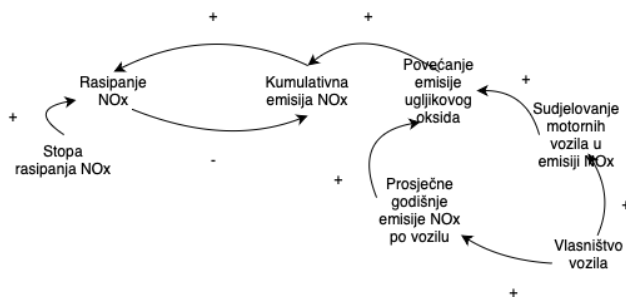 +
+
Rasipanje
NOx
Kumulativna
emisija NOx
Povećanje
emisije
ugljikovog
oksida
+
Sudjelovanje
motornih
vozila u
emisiji NOx
+
Stopa
rasipanja NOx
-
+
Prosječne
godišnje
emisije NOx
po vozilu
+
Vlasništvo
vozila
+